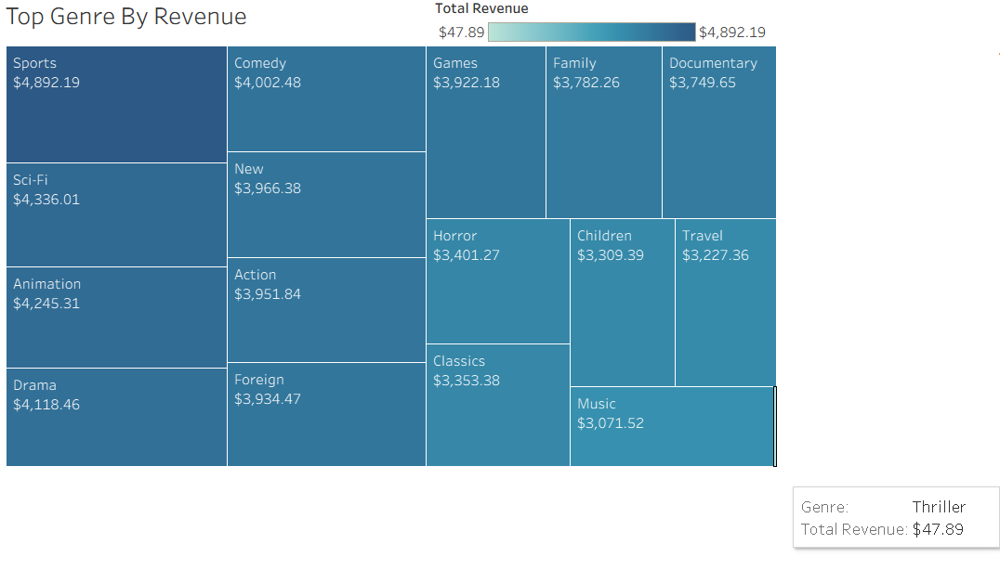 Top Genre By Revenue
Total Revenue
$47.89 $4,892.19
Sports
$4,892.19
Sci-Fi
$4,336.01
Animation
$4,245.31
Drama
$4,118.46
Comedy
$4,002.48
New
$3,966.38
Action
$3,951.84
Foreign
$3,934.47
Games
$3,922.18
Family
$3,782.26
Documentary
$3,749.65
Horror
$3,401.27
Classics
$3,353.38
Children
$3,309.39
Travel
$3,227.36
Music
$3,071.52
Genre: Thriller
Total Revenue: $47.89